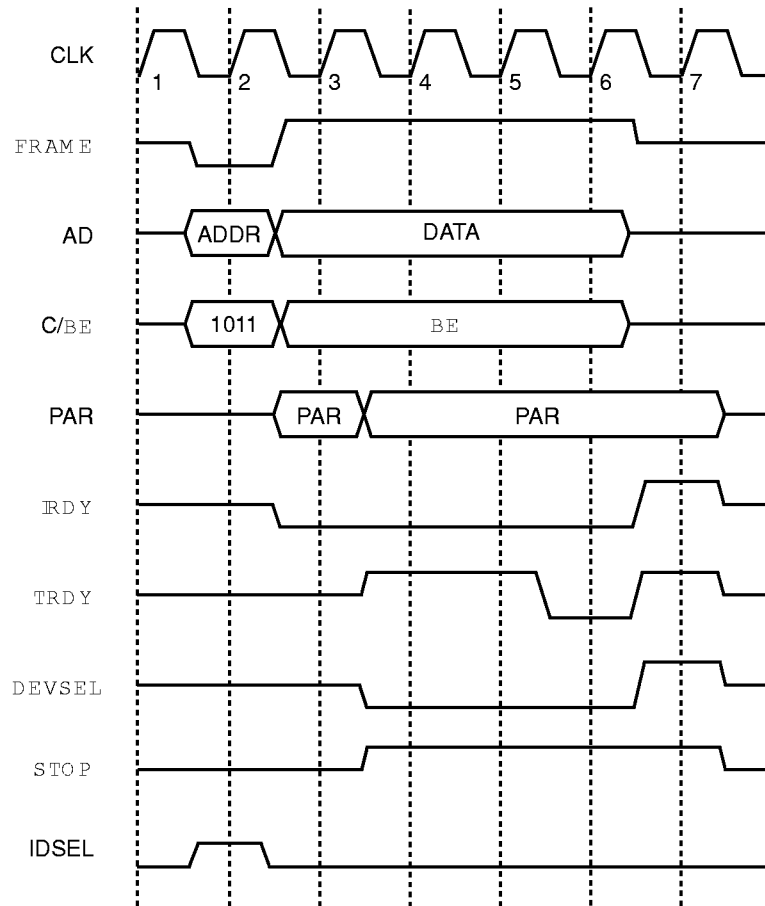 CLK
1 2 3 4 5 6 7
FRAME
AD
ADDR DATA
C/BE
1011 BE
PAR
PAR PAR
IRDY
TRDY
DEVSEL
STOP
IDSEL